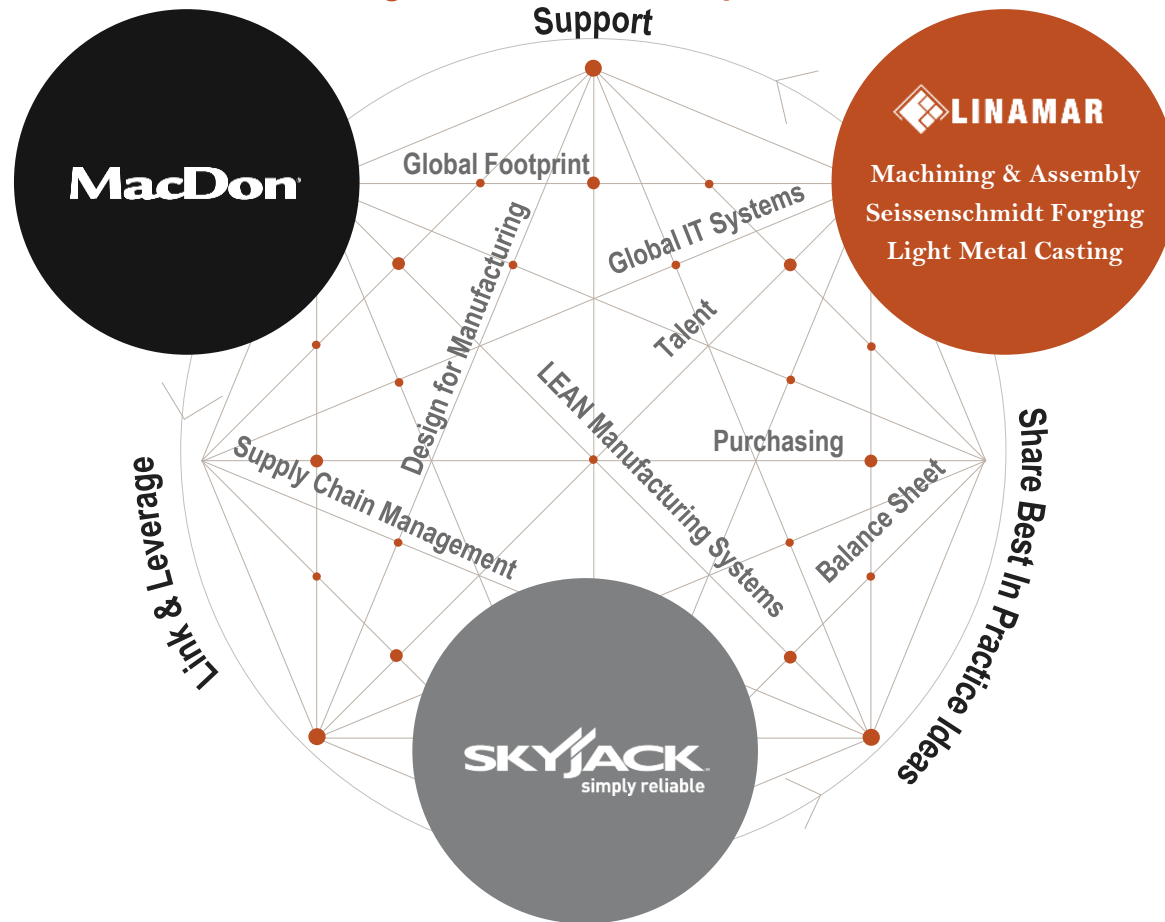 Support
MacDon
LINAMAR
Machining & Assembly
Seissenschmidt Forging
Light Metal Casting
Global Footprint
Global IT Systems
Design for Manufacturing
Talent
LEAN Manufacturing Systems
Purchasing
Supply Chain Management
Balance Sheet
Link & Leverage
Share Best In Practice Ideas
SKYJACK™
simply reliable